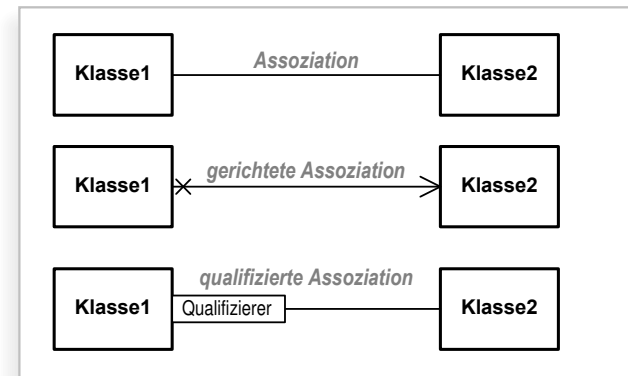 Assoziation
Klasse1 Klasse2
gerichtete Assoziation
Klasse1 Klasse2
qualifizierte Assoziation
Klasse1 Qualifizierer Klasse2